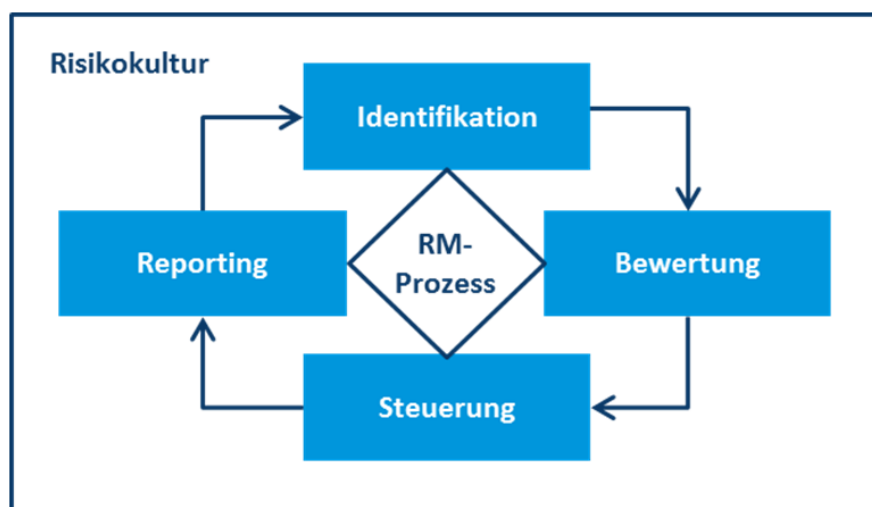 Risikokultur
Identifikation
Reporting
RM-
Prozess
Bewertung
Steuerung